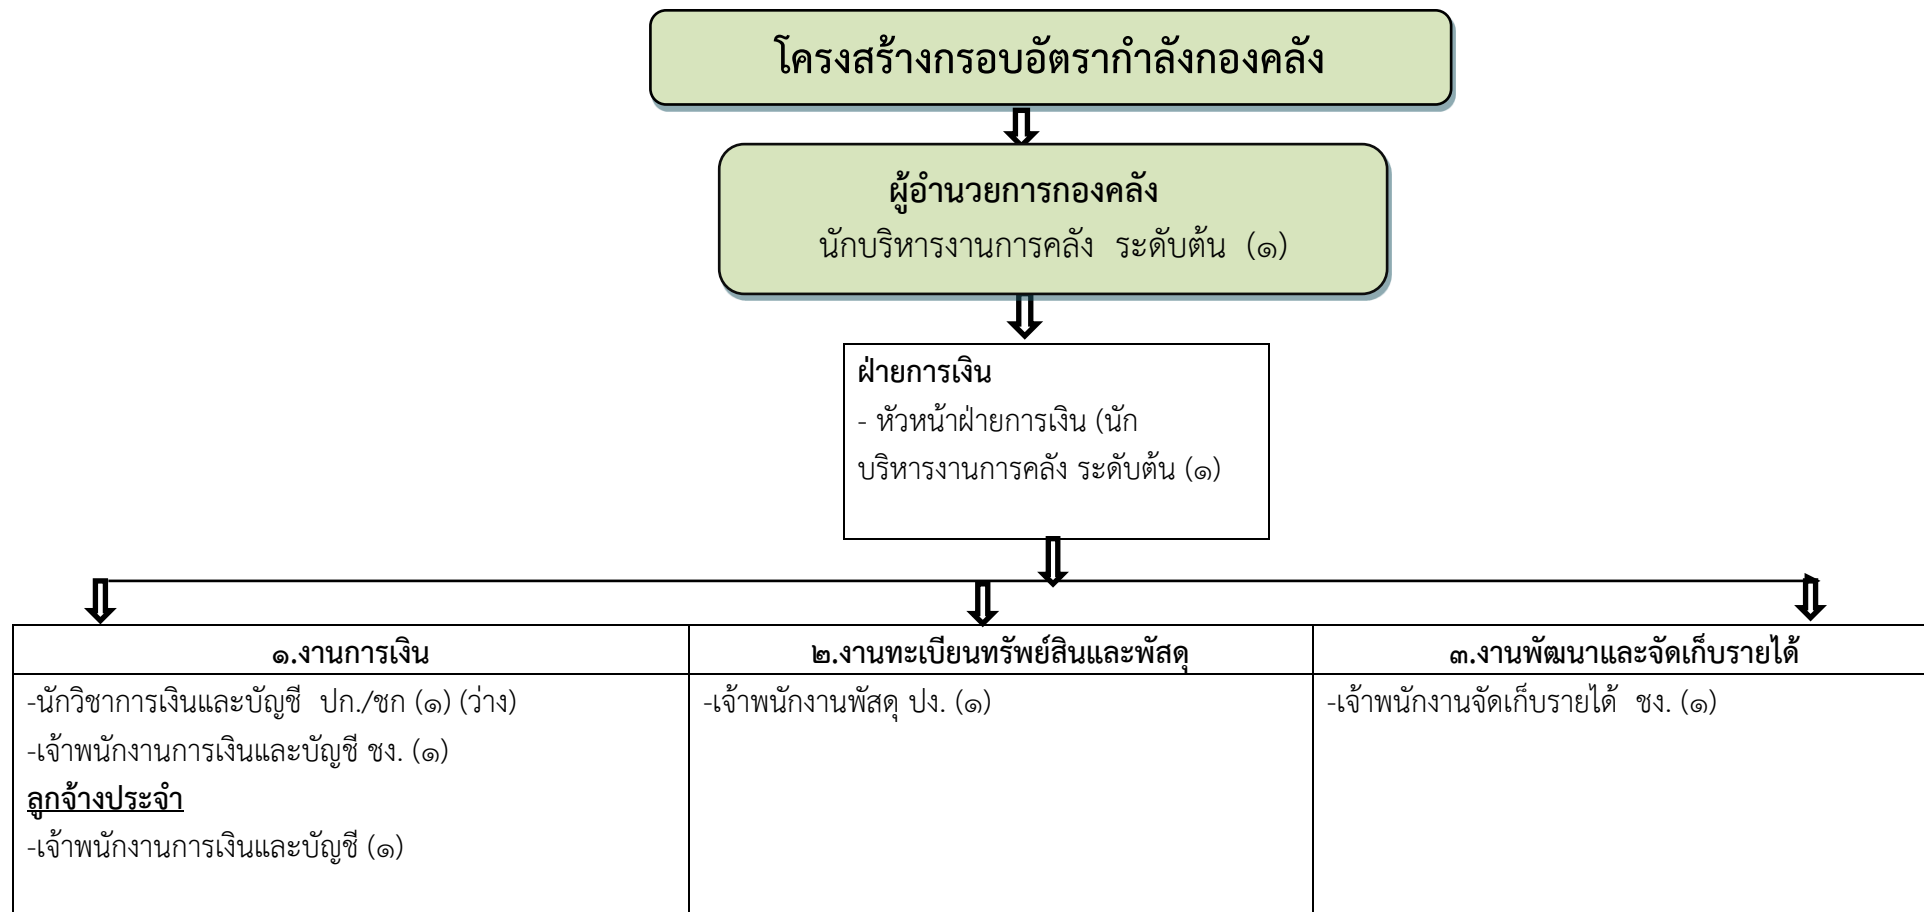 โครงสร้างกรอบอัตรากำลังกองคลัง
ผู้อำนวยการกองคลัง
นักบริหารงานการคลัง ระดับต้น (๑)
ฝ่ายการเงิน
- หัวหน้าฝ่ายการเงิน (นัก
บริหารงานการคลัง ระดับต้น (๑)
๑.งานการเงิน
-นักวิชาการเงินและบัญชี ปก./ชก (๑) (ว่าง)
-เจ้าพนักงานการเงินและบัญชี ชง. (๑)
ลูกจ้างประจำ
-เจ้าพนักงานการเงินและบัญชี (๑)
๒.งานทะเบียนทรัพย์สินและพัสดุ
-เจ้าพนักงานพัสดุ ปง. (๑)
๓.งานพัฒนาและจัดเก็บรายได้
-เจ้าพนักงานจัดเก็บรายได้ ชง. (๑)